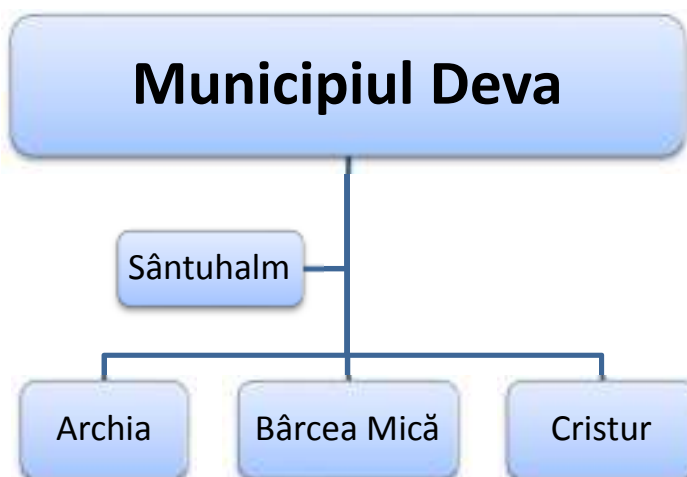 Municipiul Deva
Sântuhalm
Archia
Bârcea Mică
Cristur